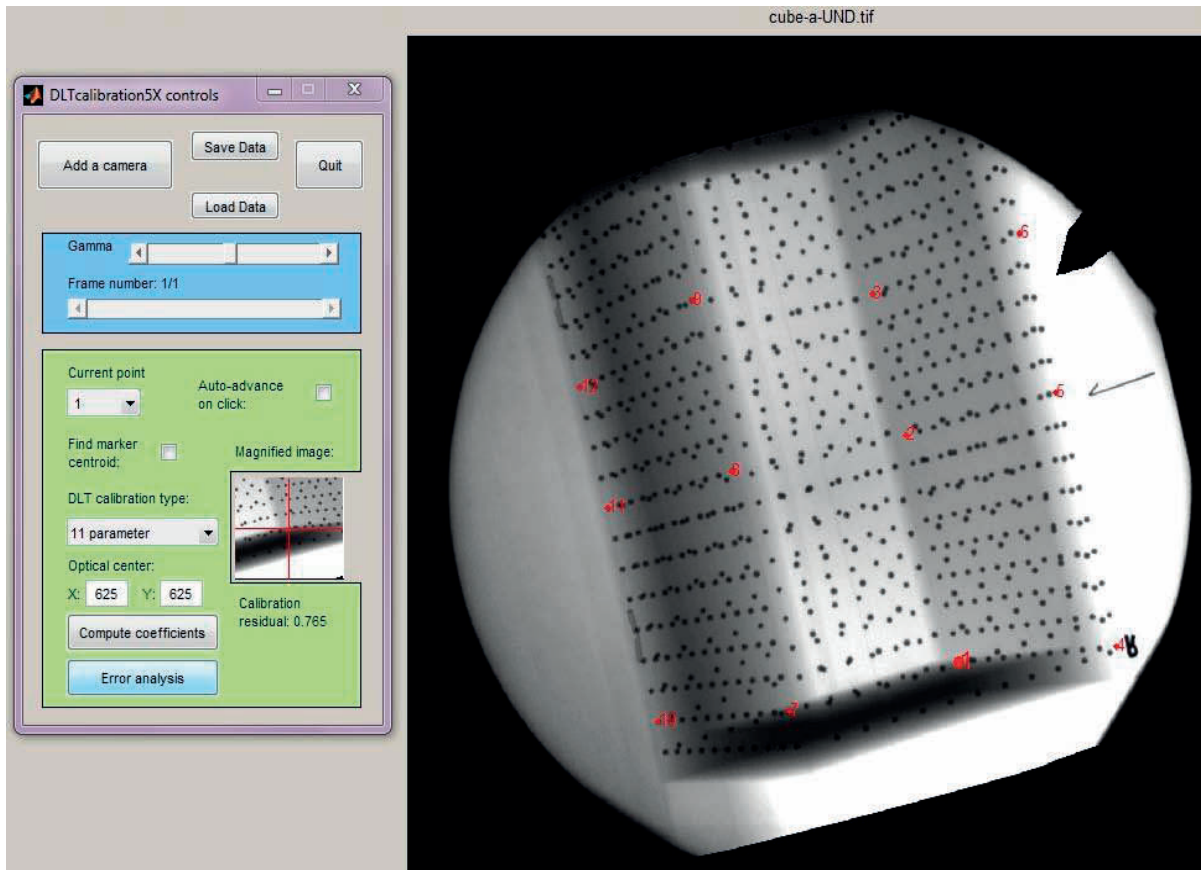 cube-a-UND.tif
DLTcalibration5X controls
Add a camera
Save Data
Quit
Load Data
Gamma
Frame number: 1/1
Current point
1
Auto-advance
on click:
Find marker
centroid:
Magnified image:
DLT calibration type:
11 parameter
Optical center:
X: 625 Y: 625
Calibration
residual: 0.765
Compute coefficients
Error analysis
6
9
3
12
5
2
8
11
4
R
1
10
7